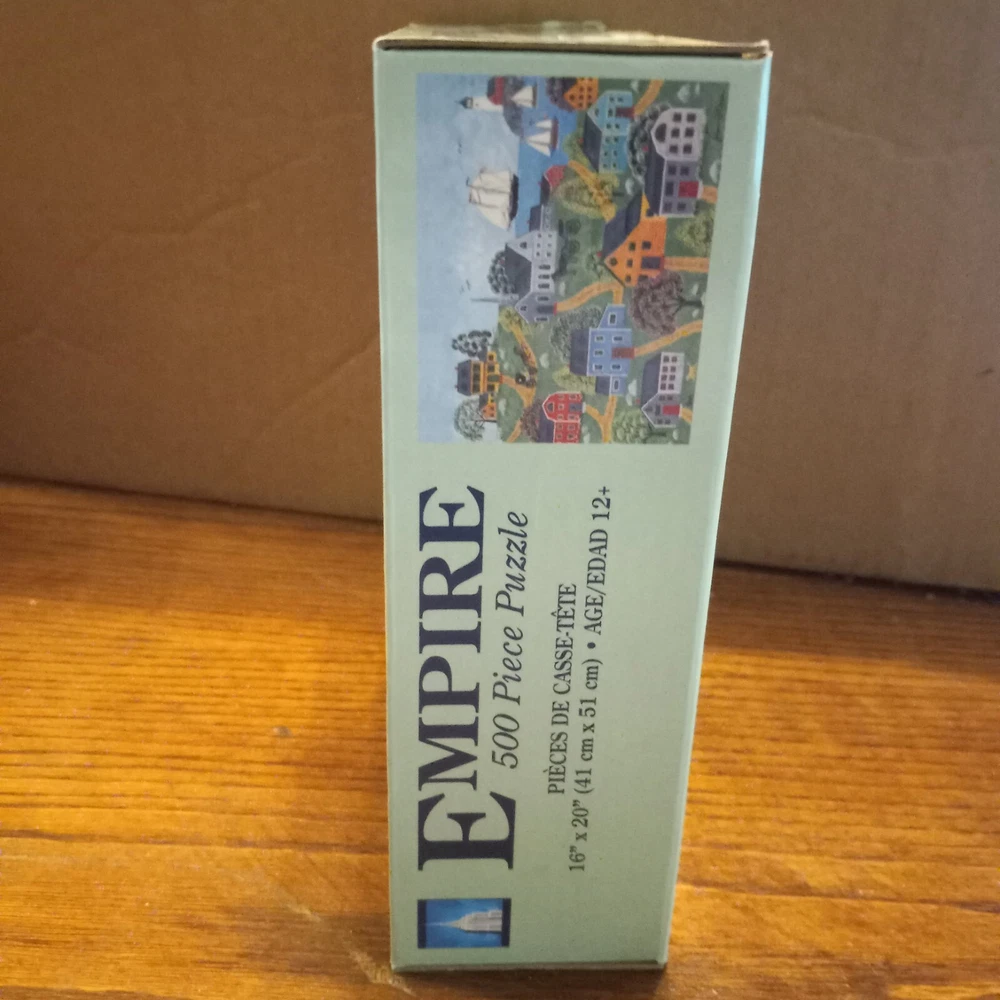 EMPIRE
500 Piece Puzzle
PIÈCES DE CASSE-TÊTE
16" x 20" (41 cm x 51 cm) • AGE/EDAD 12+